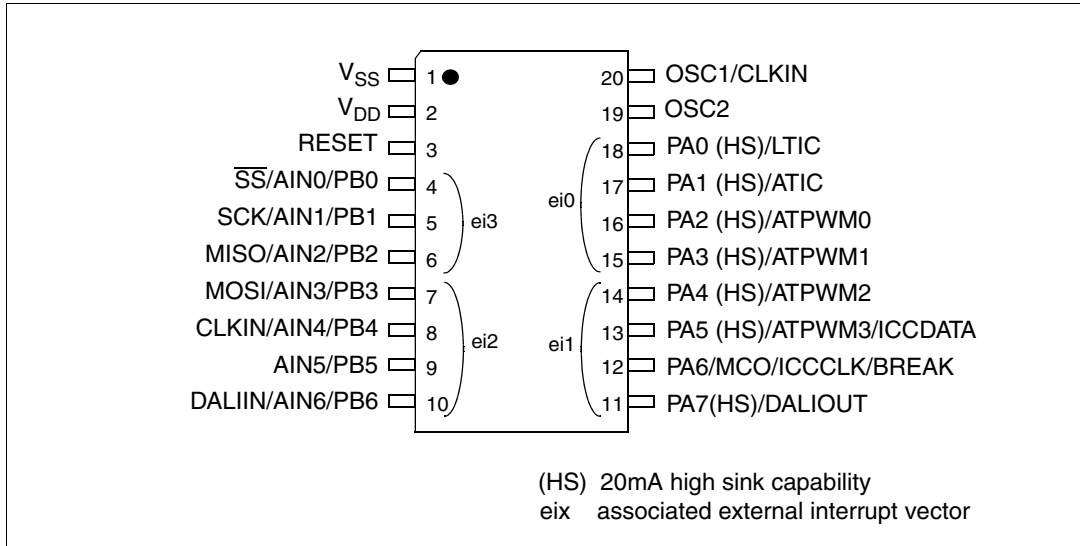 VSS 1 20 OSC1/CLKIN
VDD 2 19 OSC2
RESET 3 18 PA0 (HS)/LTIC
S̅S̅/AIN0/PB0 4 17 PA1 (HS)/ATIC
SCK/AIN1/PB1 5 ei3 ei0 16 PA2 (HS)/ATPWM0
MISO/AIN2/PB2 6 15 PA3 (HS)/ATPWM1
MOSI/AIN3/PB3 7 14 PA4 (HS)/ATPWM2
CLKIN/AIN4/PB4 8 ei2 ei1 13 PA5 (HS)/ATPWM3/ICCDATA
AIN5/PB5 9 12 PA6/MCO/ICCCLK/BREAK
DALIIN/AIN6/PB6 10 11 PA7(HS)/DALIOUT
(HS) 20mA high sink capability
eix associated external interrupt vector